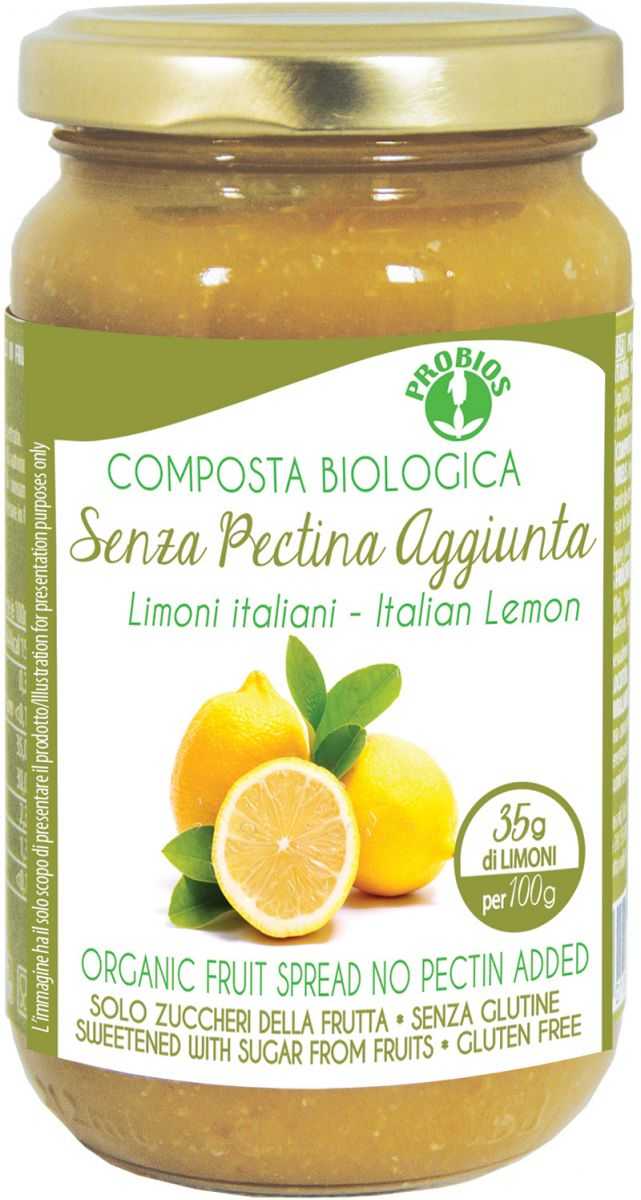 PROBIOS
COMPOSTA BIOLOGICA
Senza Pectina Aggiunta
Limoni italiani - Italian Lemon
35g
di LIMONI
per 100g
ORGANIC FRUIT SPREAD NO PECTIN ADDED
SOLO ZUCCHERI DELLA FRUTTA * SENZA GLUTINE
SWEETENED WITH SUGAR FROM FRUITS * GLUTEN FREE
L'immagine ha il solo scopo di presentare il prodotto/Illustration for presentation purposes only